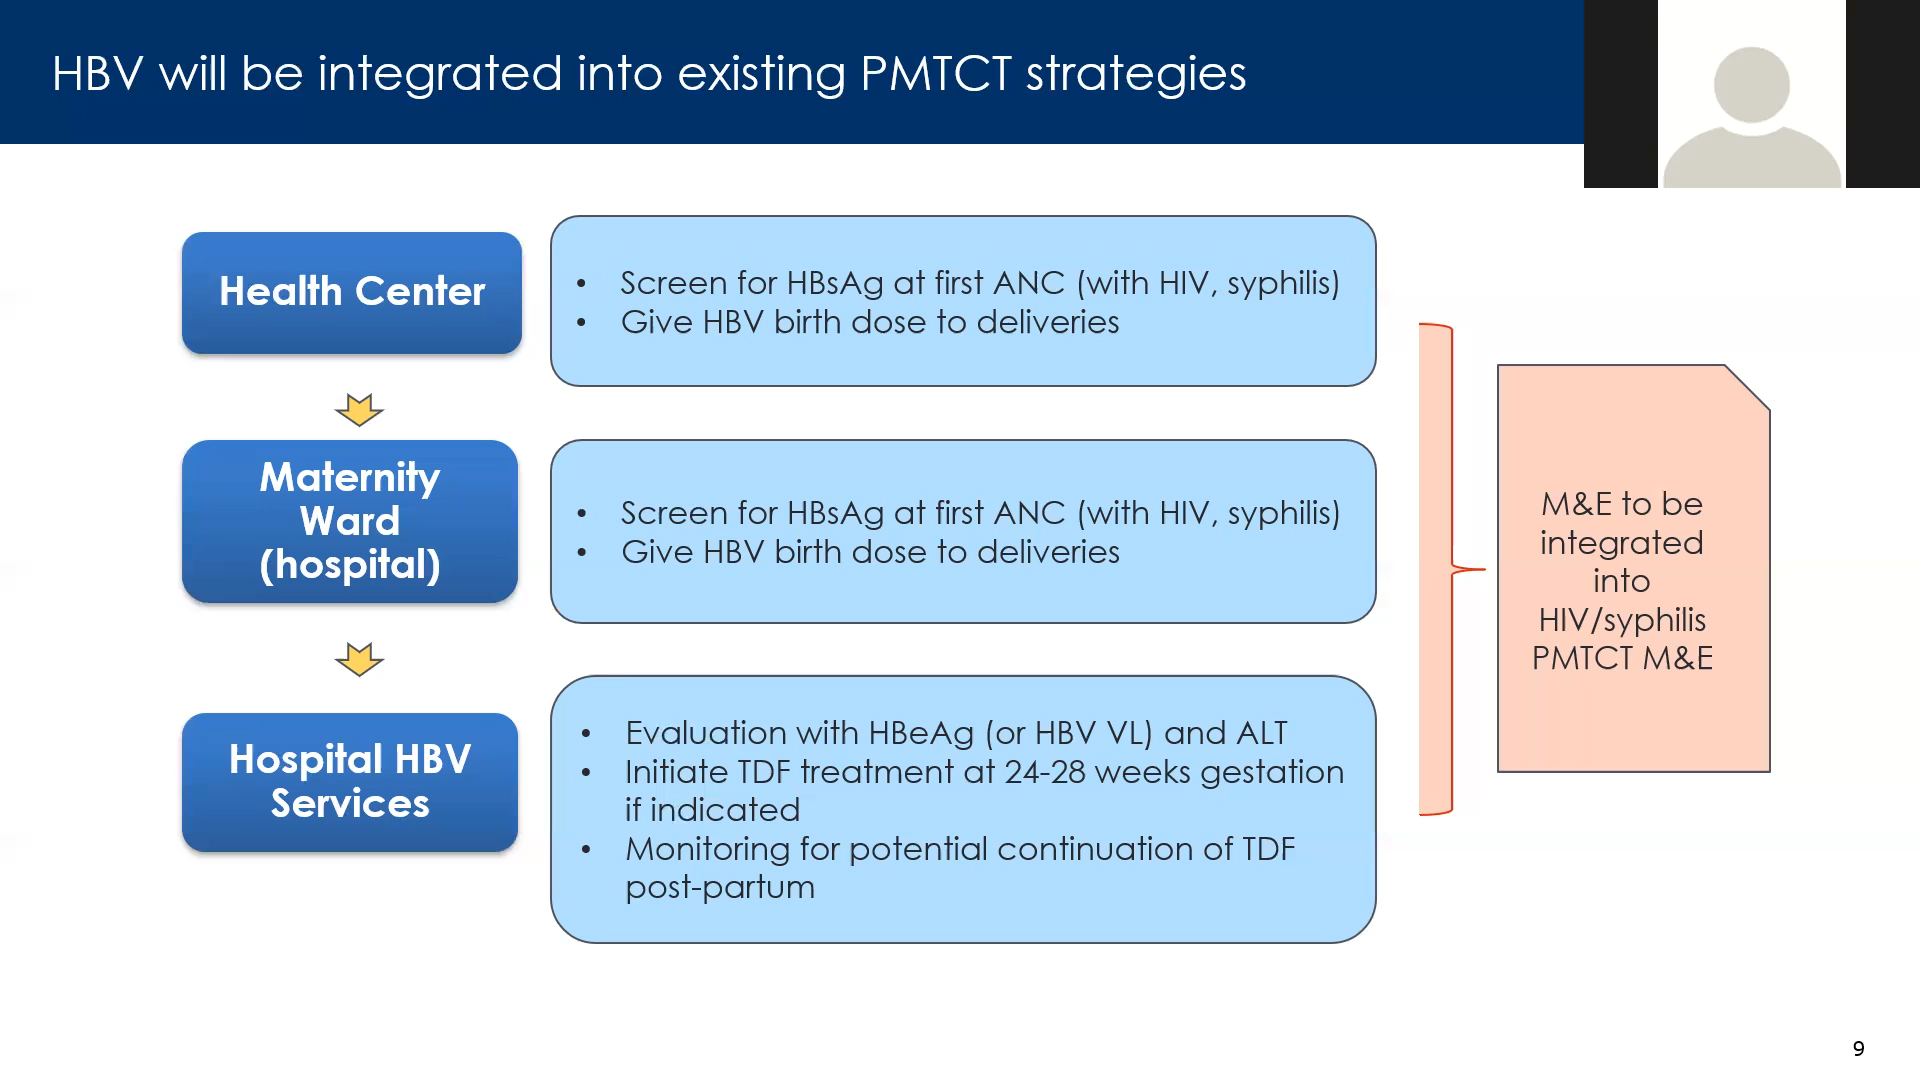 HBV will be integrated into existing PMTCT strategies
Health Center
• Screen for HBsAg at first ANC (with HIV, syphilis)
• Give HBV birth dose to deliveries
Maternity
Ward
(hospital)
• Screen for HBsAg at first ANC (with HIV, syphilis)
• Give HBV birth dose to deliveries
Hospital HBV
Services
• Evaluation with HBeAg (or HBV VL) and ALT
• Initiate TDF treatment at 24-28 weeks gestation
if indicated
• Monitoring for potential continuation of TDF
post-partum
M&E to be
integrated
into
HIV/syphilis
PMTCT M&E
9